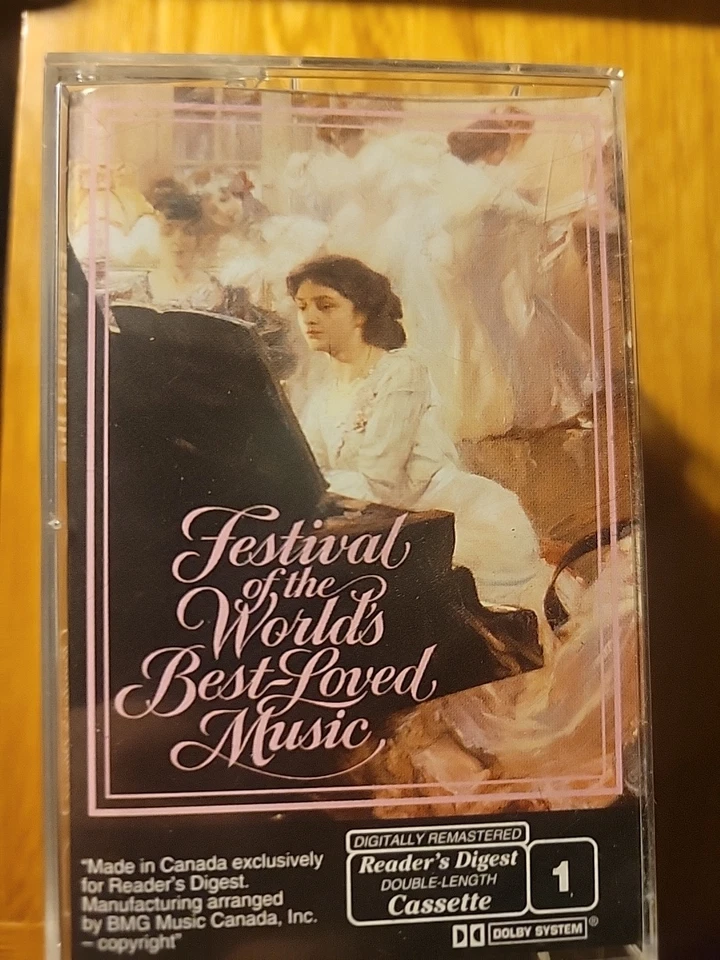 Festival
of the
World's
Best-Loved
Music
"Made in Canada exclusively
for Reader's Digest.
Manufacturing arranged
by BMG Music Canada, Inc.
– copyright"
DIGITALLY REMASTERED
Reader's Digest
DOUBLE-LENGTH
Cassette
1
DOLBY SYSTEM®